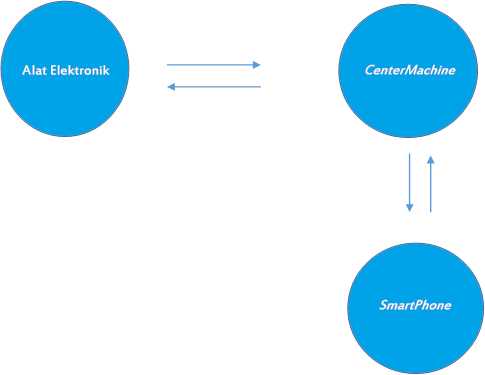 Alat Elektronik
CenterMachine
SmartPhone